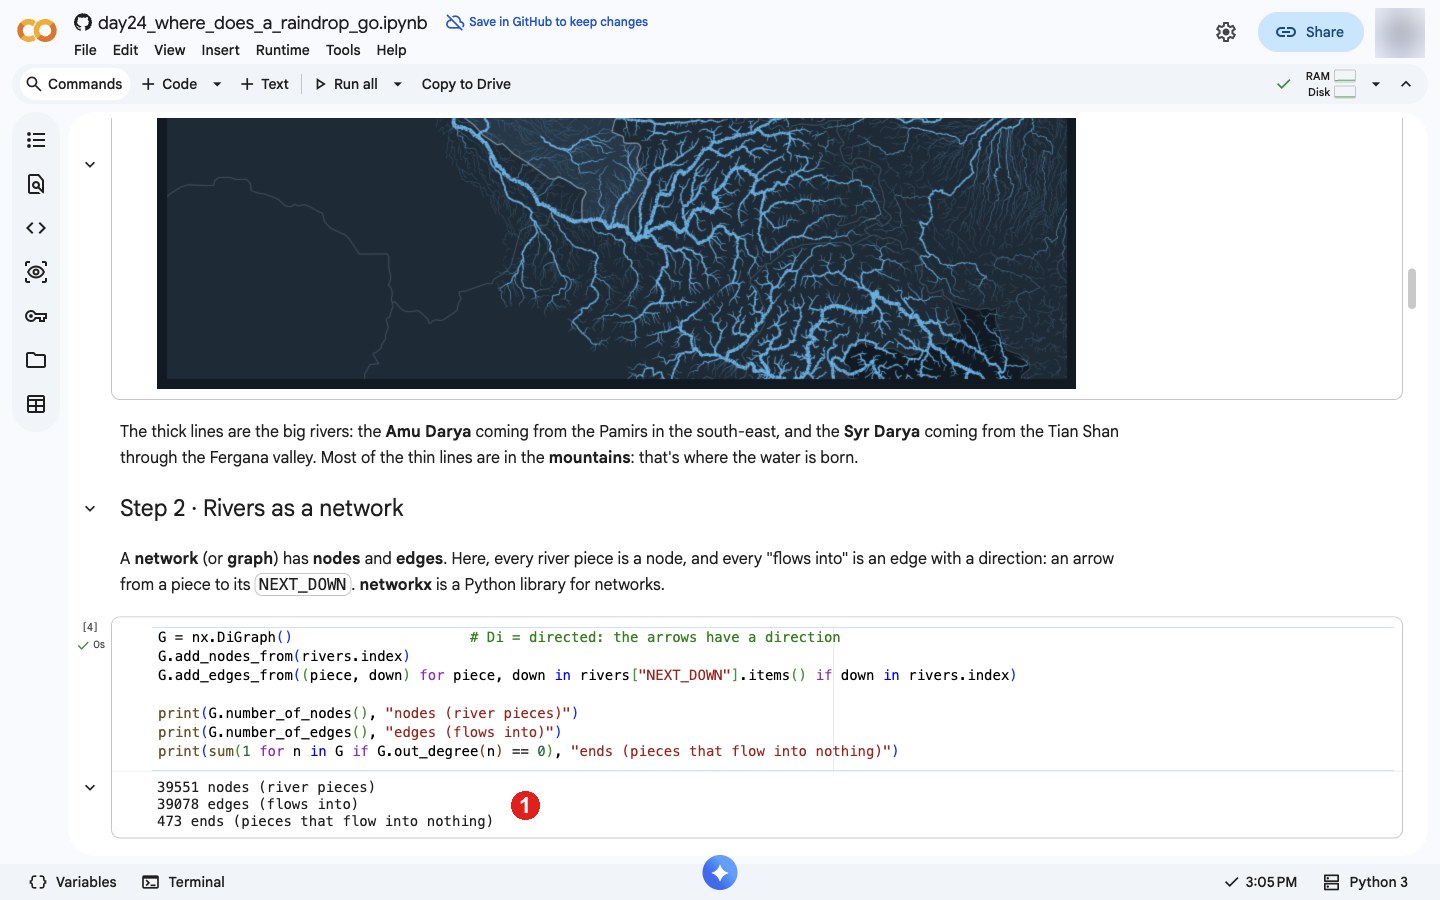 day24_where_does_a_raindrop_go.ipynb
Save in GitHub to keep changes
File Edit View Insert Runtime Tools Help
Share
Commands + Code + Text Run all Copy to Drive
RAM
Disk
The thick lines are the big rivers: the Amu Darya coming from the Pamirs in the south-east, and the Syr Darya coming from the Tian Shan
through the Fergana valley. Most of the thin lines are in the mountains: that's where the water is born.
Step 2 · Rivers as a network
A network (or graph) has nodes and edges. Here, every river piece is a node, and every "flows into" is an edge with a direction: an arrow
from a piece to its NEXT_DOWN. networkx is a Python library for networks.
[4]
0s
G = nx.DiGraph() # Di = directed: the arrows have a direction
G.add_nodes_from(rivers.index)
G.add_edges_from((piece, down) for piece, down in rivers["NEXT_DOWN"].items() if down in rivers.index)
print(G.number_of_nodes(), "nodes (river pieces)")
print(G.number_of_edges(), "edges (flows into)")
print(sum(1 for n in G if G.out_degree(n) == 0), "ends (pieces that flow into nothing)")
39551 nodes (river pieces)
39078 edges (flows into)
473 ends (pieces that flow into nothing)
1
Variables Terminal
3:05 PM Python 3